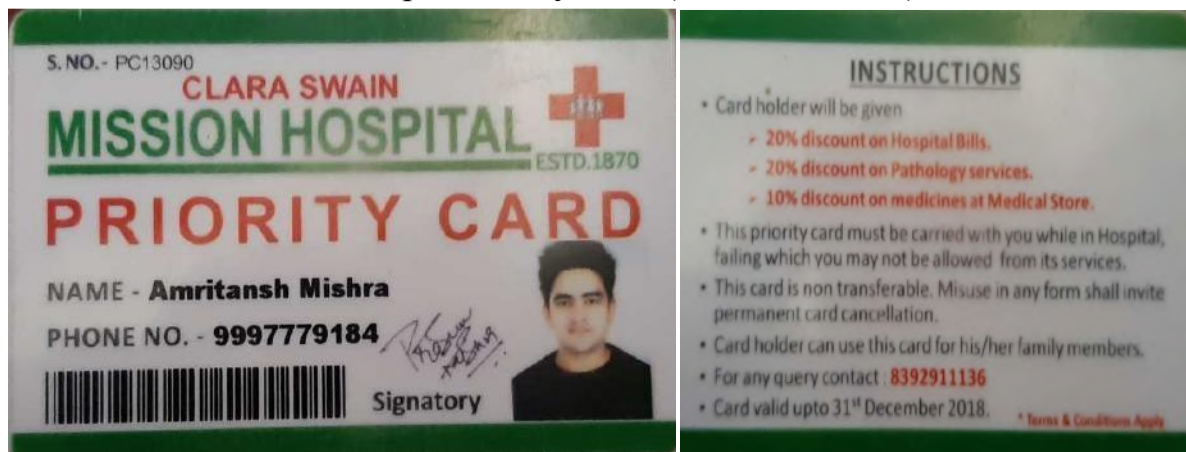 S. NO.- PC13090
CLARA SWAIN
MISSION HOSPITAL
ESTD.1870
PRIORITY CARD
NAME - Amritansh Mishra
PHONE NO. - 9997779184
Signatory
INSTRUCTIONS
• Card holder will be given
➢ 20% discount on Hospital Bills.
➢ 20% discount on Pathology services.
➢ 10% discount on medicines at Medical Store.
• This priority card must be carried with you while in Hospital,
failing which you may not be allowed from its services.
• This card is non transferable. Misuse in any form shall invite
permanent card cancellation.
• Card holder can use this card for his/her family members.
• For any query contact : 8392911136
• Card valid upto 31st December 2018.
* Terms & Conditions Apply